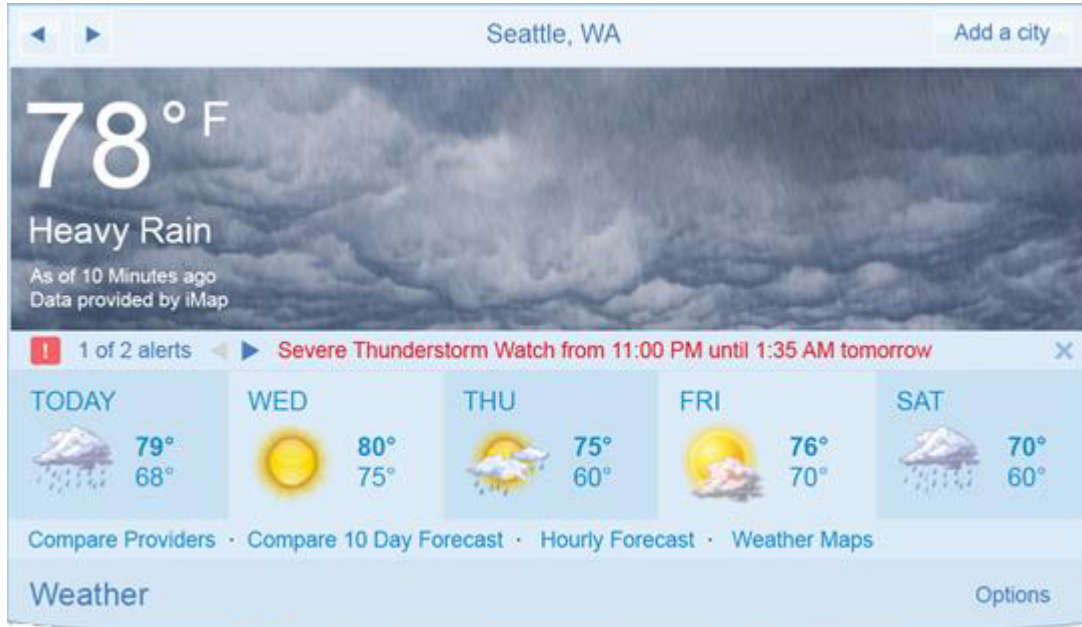 Seattle, WA
Add a city
78° F
Heavy Rain
As of 10 Minutes ago
Data provided by iMap
! 1 of 2 alerts Severe Thunderstorm Watch from 11:00 PM until 1:35 AM tomorrow
TODAY WED THU FRI SAT
79° 80° 75° 76° 70°
68° 75° 60° 70° 60°
Compare Providers · Compare 10 Day Forecast · Hourly Forecast · Weather Maps
Weather
Options